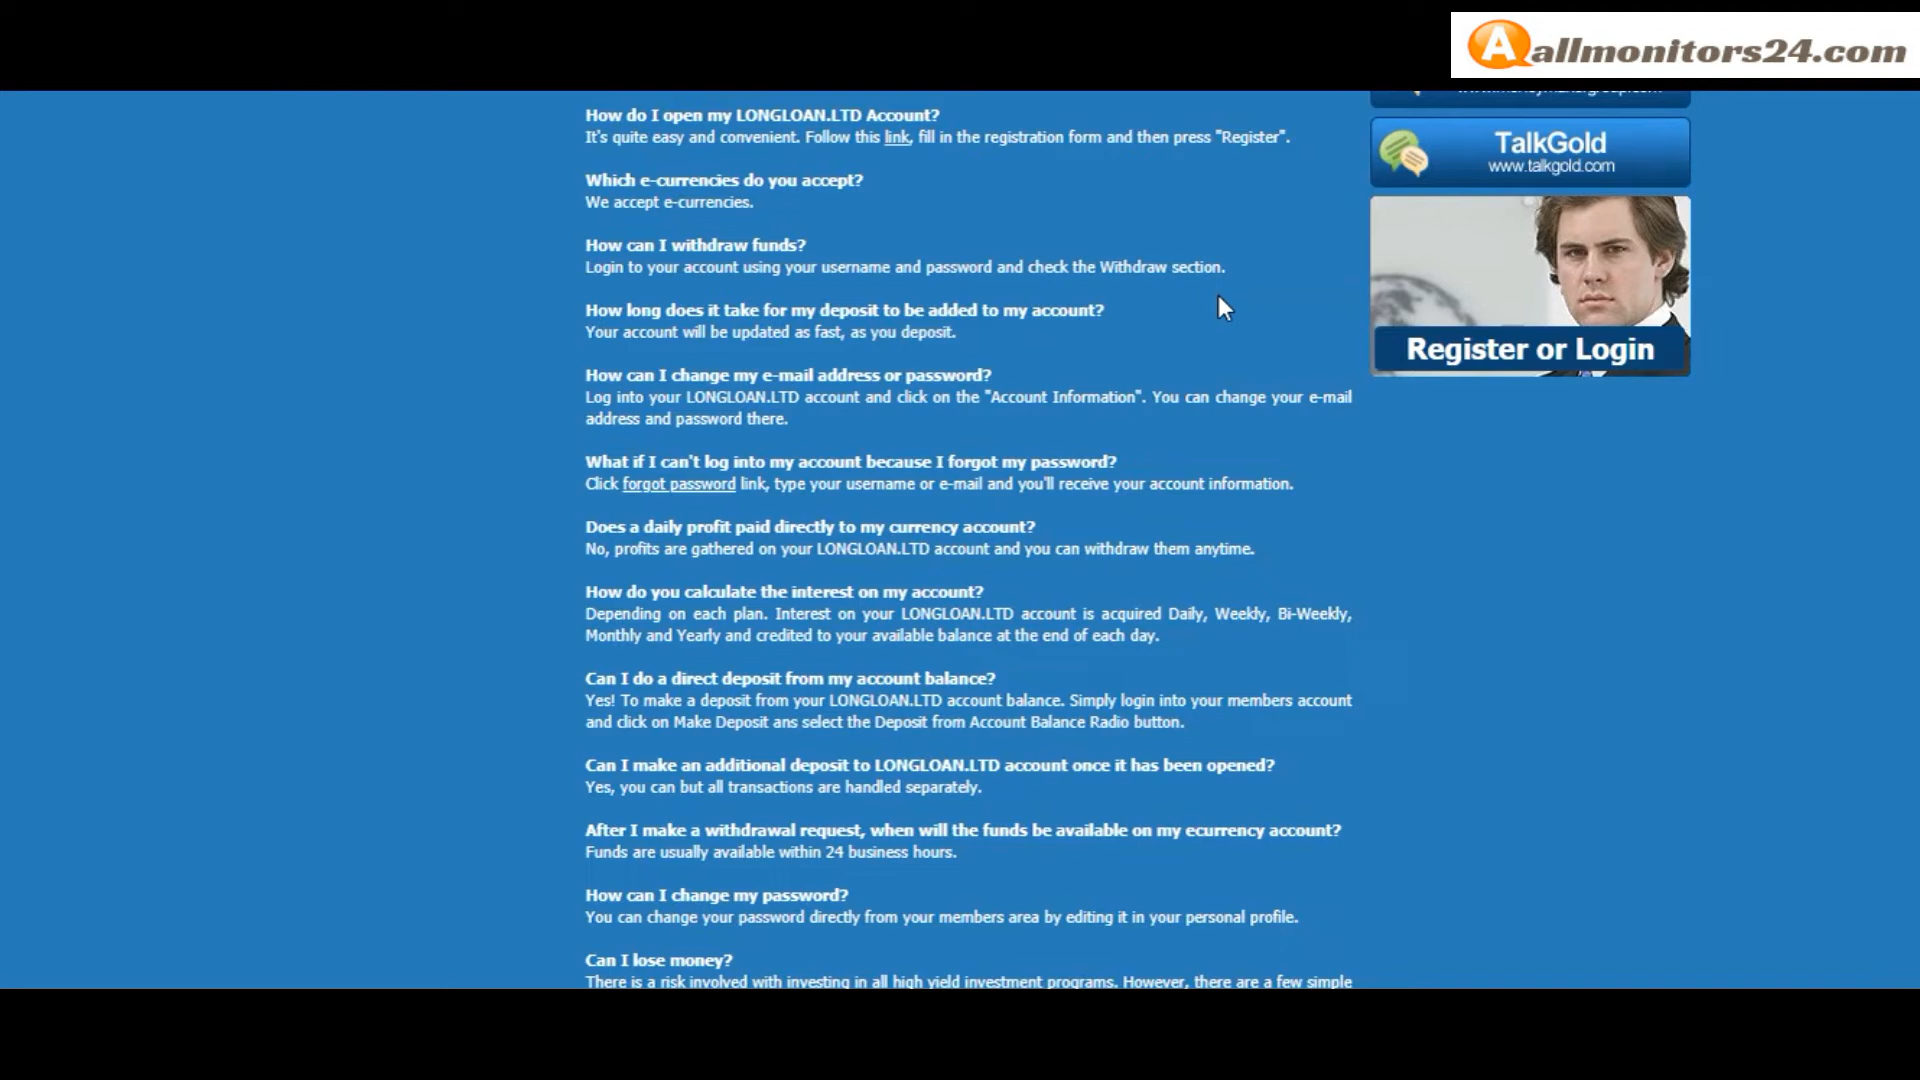 allmonitors24.com
How do I open my LONGLOAN.LTD Account?
It's quite easy and convenient. Follow this link, fill in the registration form and then press "Register".
Which e-currencies do you accept?
We accept e-currencies.
How can I withdraw funds?
Login to your account using your username and password and check the Withdraw section.
How long does it take for my deposit to be added to my account?
Your account will be updated as fast, as you deposit.
How can I change my e-mail address or password?
Log into your LONGLOAN.LTD account and click on the "Account Information". You can change your e-mail
address and password there.
What if I can't log into my account because I forgot my password?
Click forgot password link, type your username or e-mail and you'll receive your account information.
Does a daily profit paid directly to my currency account?
No, profits are gathered on your LONGLOAN.LTD account and you can withdraw them anytime.
How do you calculate the interest on my account?
Depending on each plan. Interest on your LONGLOAN.LTD account is acquired Daily, Weekly, Bi-Weekly,
Monthly and Yearly and credited to your available balance at the end of each day.
Can I do a direct deposit from my account balance?
Yes! To make a deposit from your LONGLOAN.LTD account balance. Simply login into your members account
and click on Make Deposit ans select the Deposit from Account Balance Radio button.
Can I make an additional deposit to LONGLOAN.LTD account once it has been opened?
Yes, you can but all transactions are handled separately.
After I make a withdrawal request, when will the funds be available on my ecurrency account?
Funds are usually available within 24 business hours.
How can I change my password?
You can change your password directly from your members area by editing it in your personal profile.
Can I lose money?
There is a risk involved with investing in all high yield investment programs. However, there are a few simple
TalkGold
www.talkgold.com
Register or Login